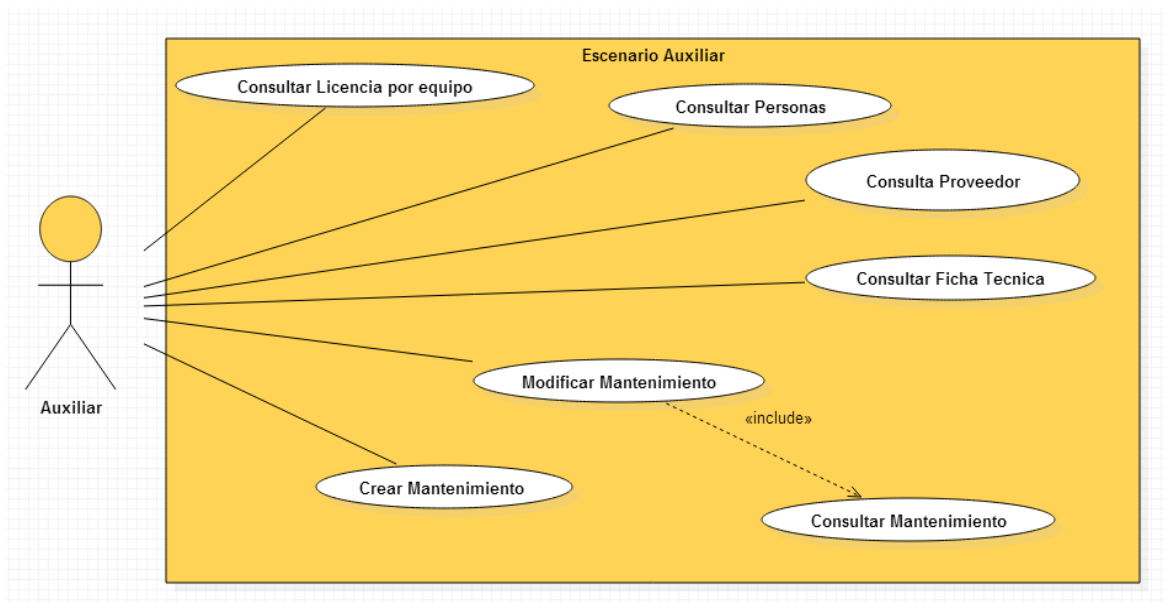 Escenario Auxiliar
Consultar Licencia por equipo
Consultar Personas
Consulta Proveedor
Consultar Ficha Tecnica
Modificar Mantenimiento
Auxiliar
«include»
Crear Mantenimiento
Consultar Mantenimiento